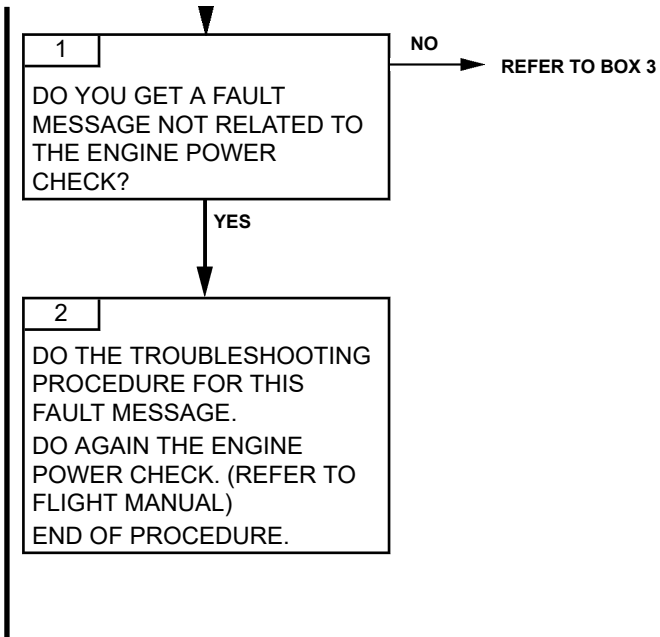 1
DO YOU GET A FAULT
MESSAGE NOT RELATED TO
THE ENGINE POWER
CHECK?
NO
REFER TO BOX 3
YES
2
DO THE TROUBLESHOOTING
PROCEDURE FOR THIS
FAULT MESSAGE.
DO AGAIN THE ENGINE
POWER CHECK. (REFER TO
FLIGHT MANUAL)
END OF PROCEDURE.